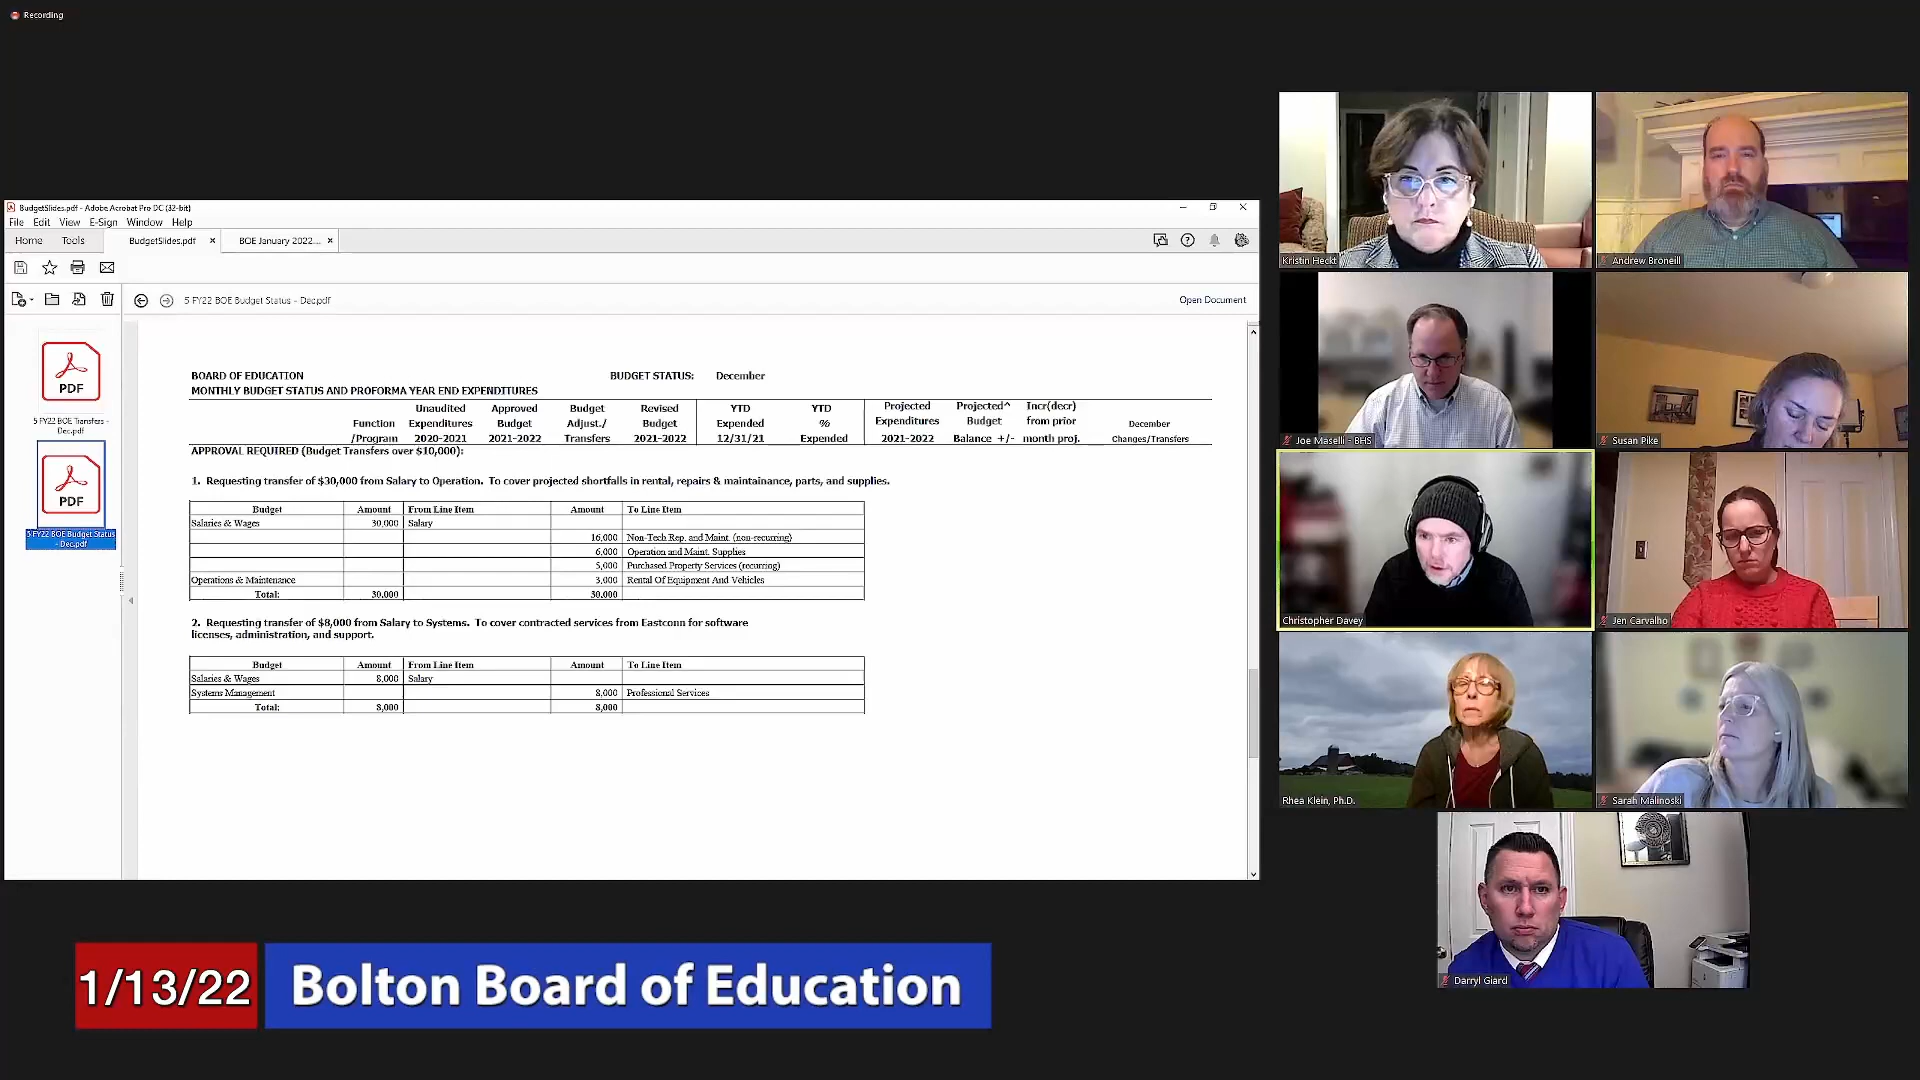 Recording
BudgetSlides.pdf - Adobe Acrobat Pro DC (32-bit)
File Edit View E-Sign Window Help
Home Tools BudgetSlides.pdf × BOE January 2022... ×
5 FY22 BOE Budget Status - Dec.pdf Open Document
PDF
5 FY22 BOE Transfers -
Dec.pdf
PDF
5 FY22 BOE Budget Status
- Dec.pdf
BOARD OF EDUCATION BUDGET STATUS: December
MONTHLY BUDGET STATUS AND PROFORMA YEAR END EXPENDITURES
Unaudited Approved Budget Revised YTD YTD Projected Projected^ Incr(decr)
Function Expenditures Budget Adjust./ Budget Expended % Expenditures Budget from prior December
/Program 2020-2021 2021-2022 Transfers 2021-2022 12/31/21 Expended 2021-2022 Balance +/- month proj. Changes/Transfers
APPROVAL REQUIRED (Budget Transfers over $10,000):
1. Requesting transfer of $30,000 from Salary to Operation. To cover projected shortfalls in rental, repairs & maintainance, parts, and supplies.
Budget Amount From Line Item Amount To Line Item
Salaries & Wages 30,000 Salary
16,000 Non-Tech Rep. and Maint. (non-recurring)
6,000 Operation and Maint. Supplies
5,000 Purchased Property Services (recurring)
Operations & Maintenance 3,000 Rental Of Equipment And Vehicles
Total: 30,000 30,000
2. Requesting transfer of $8,000 from Salary to Systems. To cover contracted services from Eastconn for software
licenses, administration, and support.
Budget Amount From Line Item Amount To Line Item
Salaries & Wages 8,000 Salary
Systems Management 8,000 Professional Services
Total: 8,000 8,000
Kristin Heckt
Andrew Broneill
Joe Maselli - BHS
Susan Pike
Christopher Davey
Jen Carvalho
Rhea Klein, Ph.D.
Sarah Malinoski
Darryl Giard
1/13/22 Bolton Board of Education